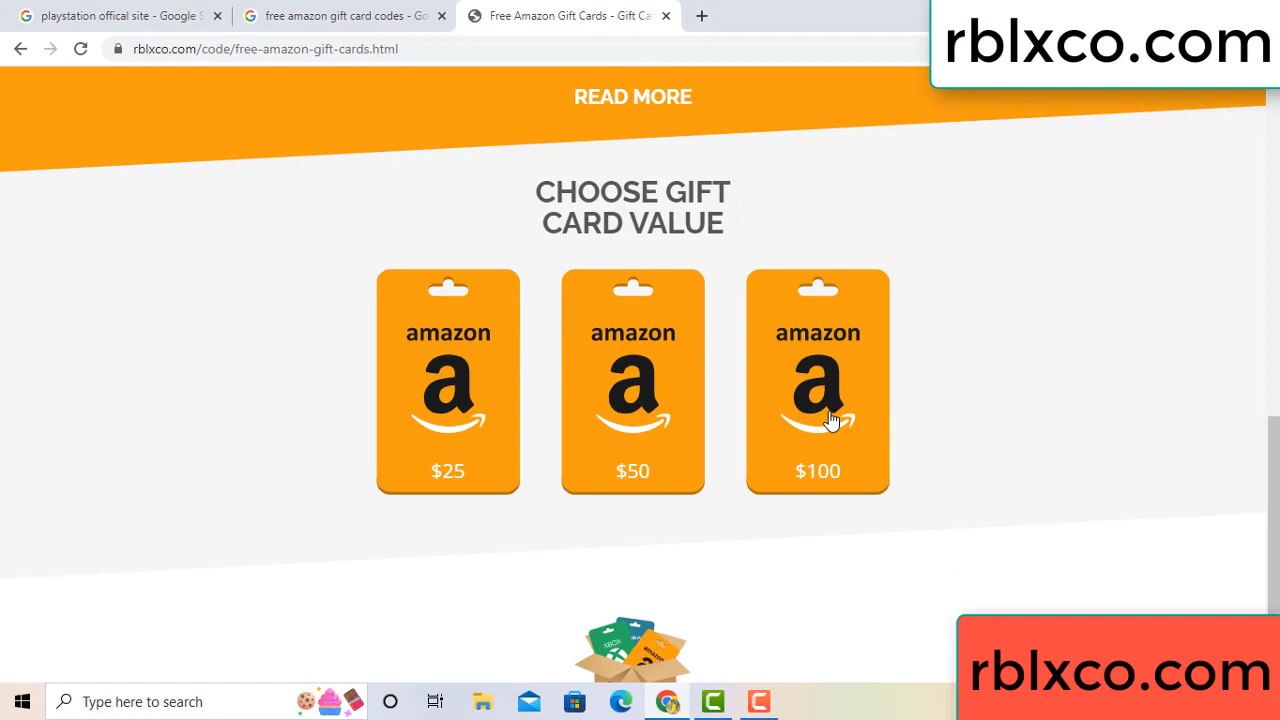 playstation offical site - Google S
free amazon gift card codes - Go
Free Amazon Gift Cards - Gift Ca
rblxco.com/code/free-amazon-gift-cards.html
rblxco.com
READ MORE
CHOOSE GIFT
CARD VALUE
amazon amazon amazon
a a a
$25 $50 $100
XBOX
amazon
rblxco.com
Type here to search